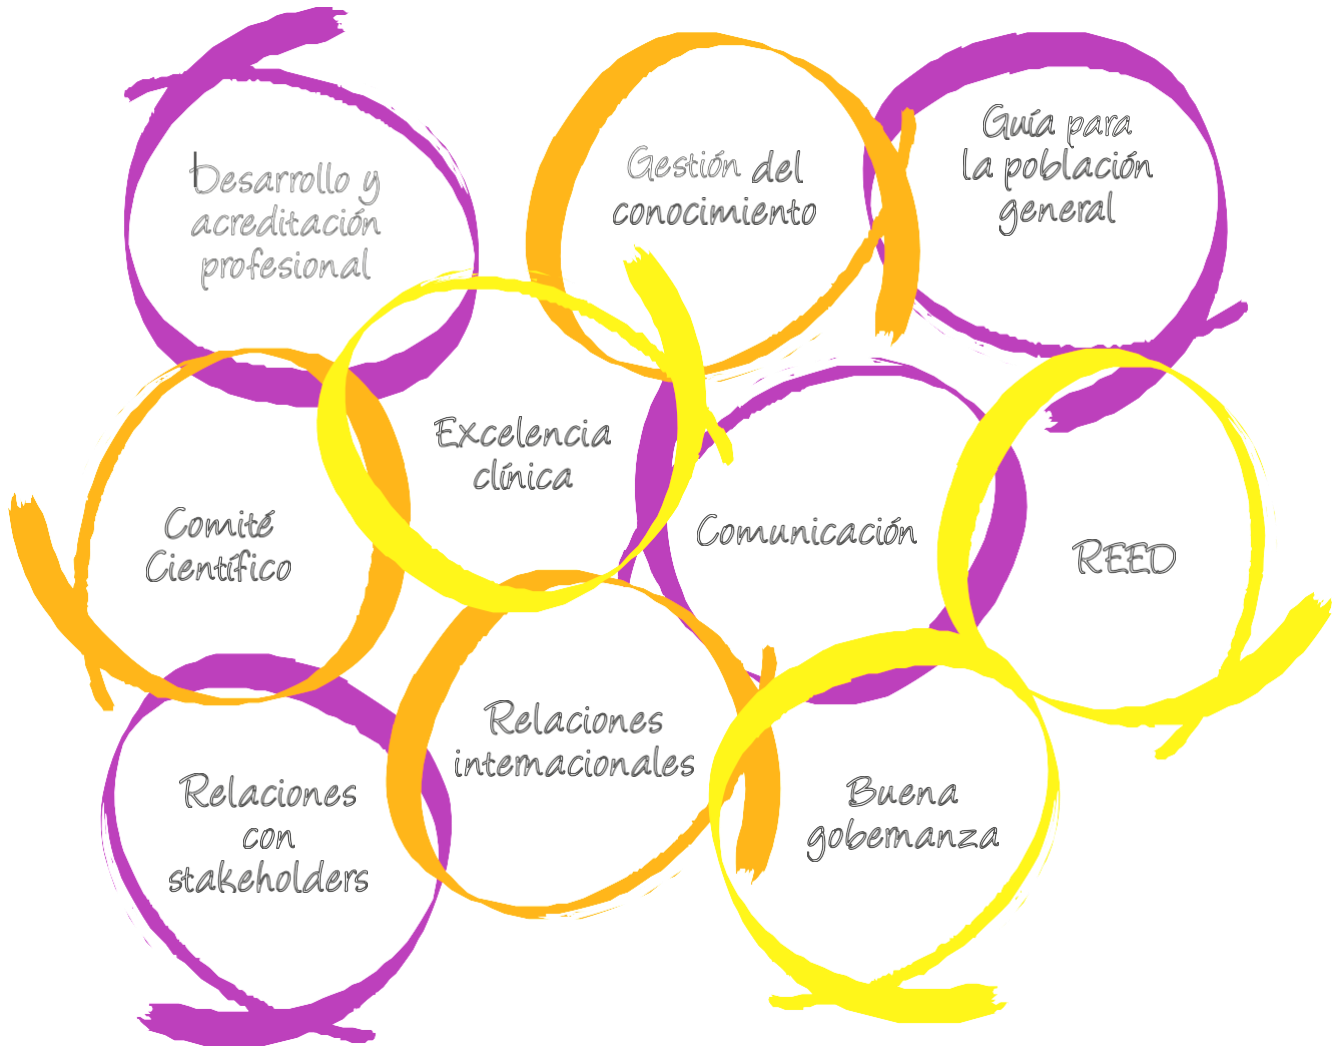 Desarrollo y
acreditación
profesional
Gestión del
conocimiento
Guía para
la población
general
Excelencia
clínica
Comité
Científico
Comunicación
REED
Relaciones
internacionales
Relaciones
con
stakeholders
Buena
gobernanza